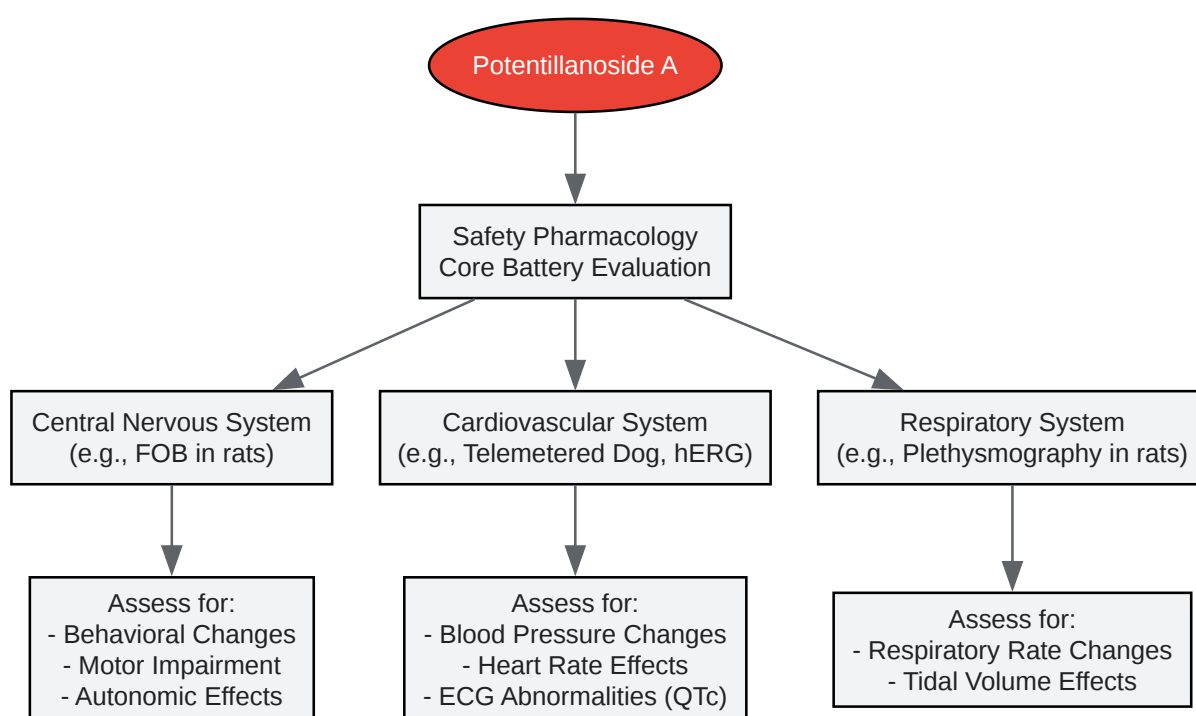 Potentillanoside A
Safety Pharmacology
Core Battery Evaluation
Central Nervous System
(e.g., FOB in rats)
Cardiovascular System
(e.g., Telemetered Dog, hERG)
Respiratory System
(e.g., Plethysmography in rats)
Assess for:
- Behavioral Changes
- Motor Impairment
- Autonomic Effects
Assess for:
- Blood Pressure Changes
- Heart Rate Effects
- ECG Abnormalities (QTc)
Assess for:
- Respiratory Rate Changes
- Tidal Volume Effects